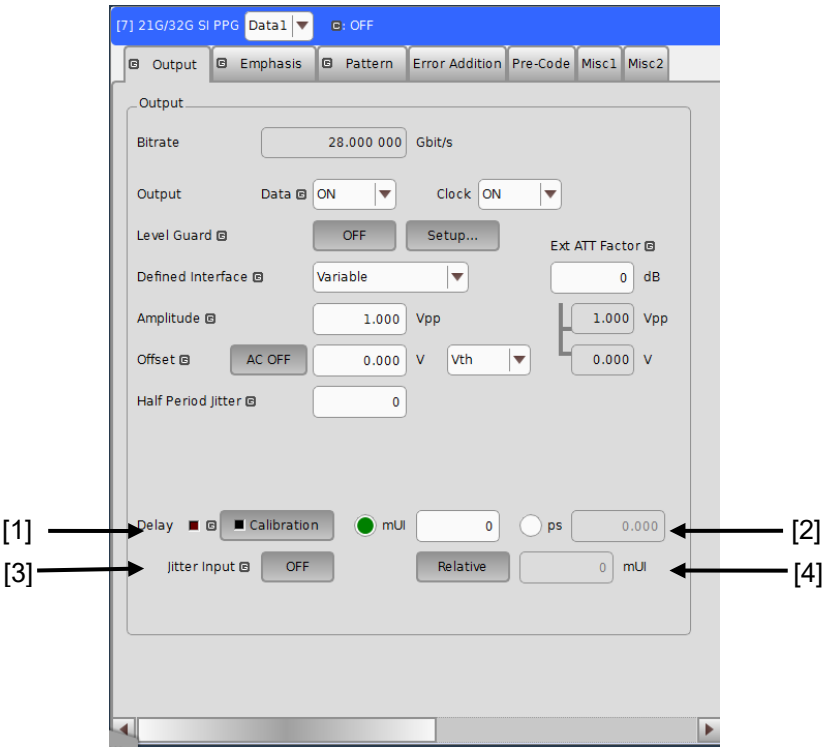 [7] 21G/32G SI PPG Data1 C: OFF
G Output G Emphasis G Pattern Error Addition Pre-Code Misc1 Misc2
Output
Bitrate 28.000 000 Gbit/s
Output Data G ON Clock ON
Level Guard G OFF Setup...
Ext ATT Factor G
Defined Interface G Variable 0 dB
Amplitude G 1.000 Vpp 1.000 Vpp
Offset G AC OFF 0.000 V Vth 0.000 V
Half Period Jitter G 0
[1] Delay G Calibration mUI 0 ps 0.000 [2]
[3] Jitter Input G OFF Relative 0 mUI [4]